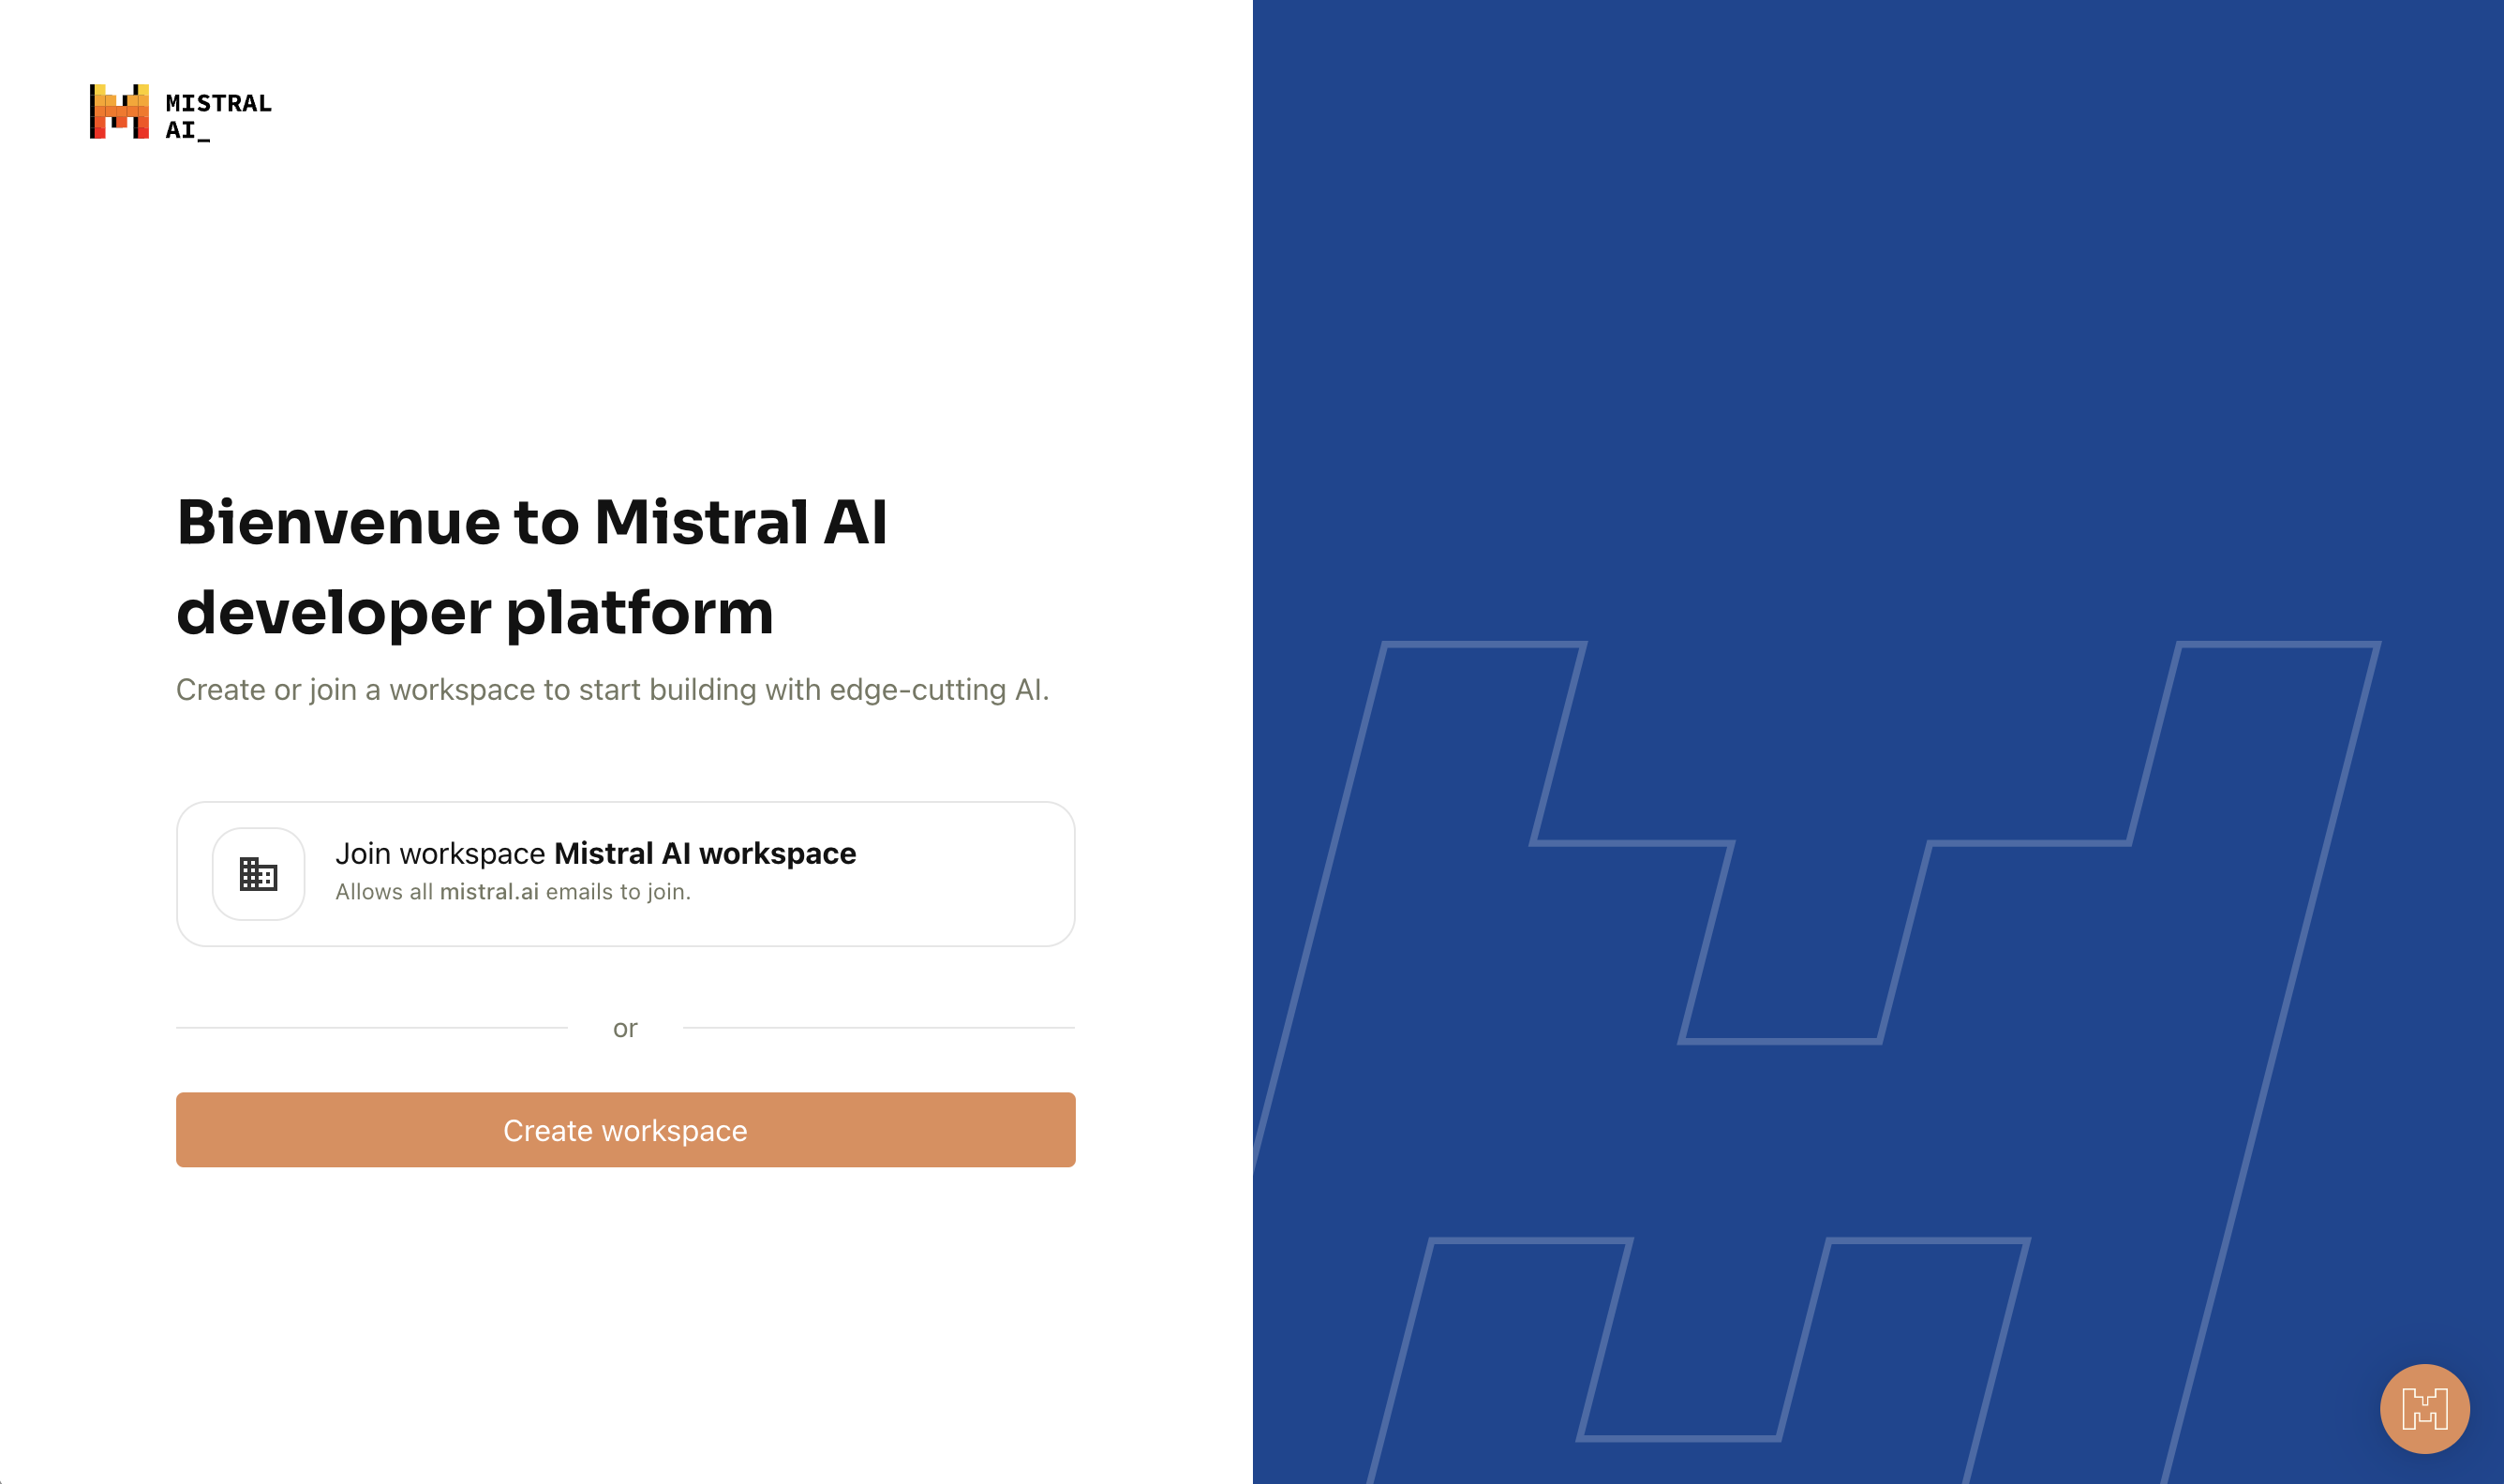 MISTRAL
AI_
Bienvenue to Mistral AI
developer platform
Create or join a workspace to start building with edge-cutting AI.
Join workspace Mistral AI workspace
Allows all mistral.ai emails to join.
or
Create workspace